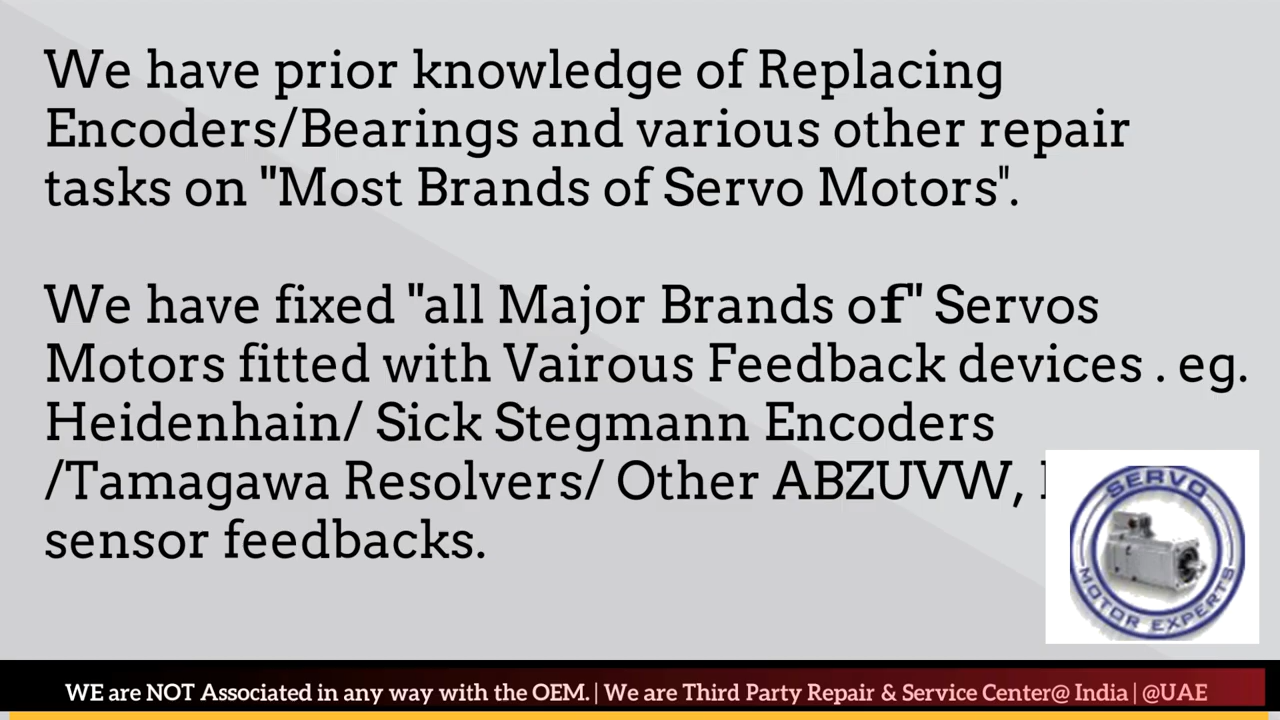 We have prior knowledge of Replacing
Encoders/Bearings and various other repair
tasks on "Most Brands of Servo Motors".
We have fixed "all Major Brands of" Servos
Motors fitted with Vairous Feedback devices . eg.
Heidenhain/ Sick Stegmann Encoders
/Tamagawa Resolvers/ Other ABZUVW,
sensor feedbacks.
SERVO
MOTOR EXPERTS
WE are NOT Associated in any way with the OEM. | We are Third Party Repair & Service Center@ India | @UAE